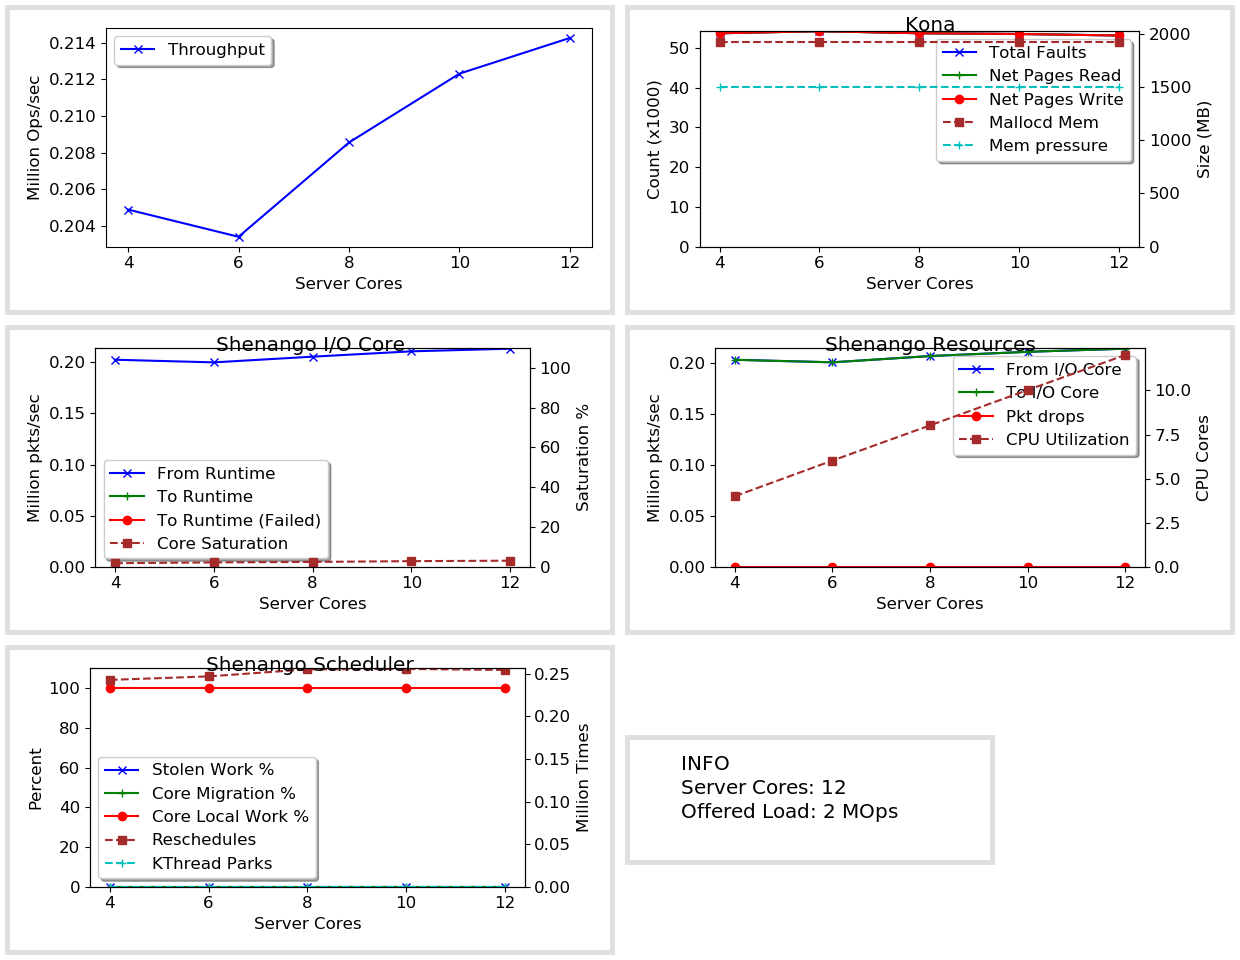 Throughput
Million Ops/sec
0.214
0.212
0.210
0.208
0.206
0.204
4 6 8 10 12
Server Cores
Kona
Count (x1000)
50
40
30
20
10
0
Total Faults
Net Pages Read
Net Pages Write
Mallocd Mem
Mem pressure
2000
1500
1000
500
0
Size (MB)
4 6 8 10 12
Server Cores
Shenango I/O Core
Million pkts/sec
0.20
0.15
0.10
0.05
0.00
From Runtime
To Runtime
To Runtime (Failed)
Core Saturation
100
80
60
40
20
0
Saturation %
4 6 8 10 12
Server Cores
Shenango Resources
Million pkts/sec
0.20
0.15
0.10
0.05
0.00
From I/O Core
To I/O Core
Pkt drops
CPU Utilization
10.0
7.5
5.0
2.5
0.0
CPU Cores
4 6 8 10 12
Server Cores
Shenango Scheduler
Percent
100
80
60
40
20
0
Stolen Work %
Core Migration %
Core Local Work %
Reschedules
KThread Parks
0.25
0.20
0.15
0.10
0.05
0.00
Million Times
4 6 8 10 12
Server Cores
INFO
Server Cores: 12
Offered Load: 2 MOps